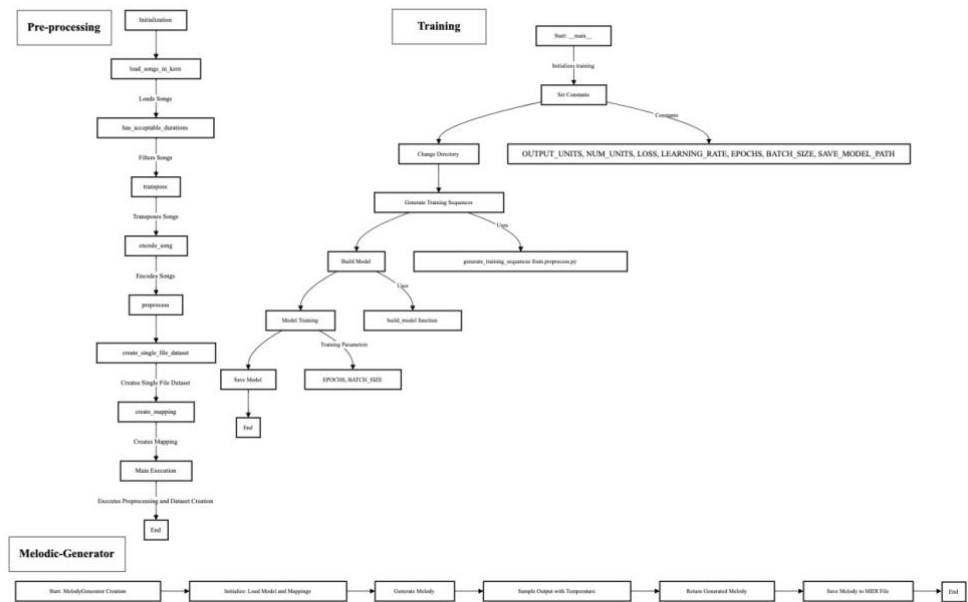 Pre-processing
Initialization
load_songs_in_kern
Loads Songs
has_acceptable_durations
Filters Songs
transpose
Transposes Songs
encode_song
Encodes Songs
preprocess
create_single_file_dataset
Creates Single File Dataset
create_mapping
Creates Mapping
Main Execution
Executes Preprocessing and Dataset Creation
End
Training
Start: __main__
Initializes training
Set Constants
Constants
Change Directory
OUTPUT_UNITS, NUM_UNITS, LOSS, LEARNING_RATE, EPOCHS, BATCH_SIZE, SAVE_MODEL_PATH
Generate Training Sequences
Uses
Build Model
generate_training_sequences from preprocess.py
Uses
Model Training
build_model function
Training Parameters
Save Model
EPOCHS, BATCH_SIZE
End
Melodic-Generator
Start: MelodyGenerator Creation
Initialize: Load Model and Mappings
Generate Melody
Sample Output with Temperature
Return Generated Melody
Save Melody to MIDI File
End